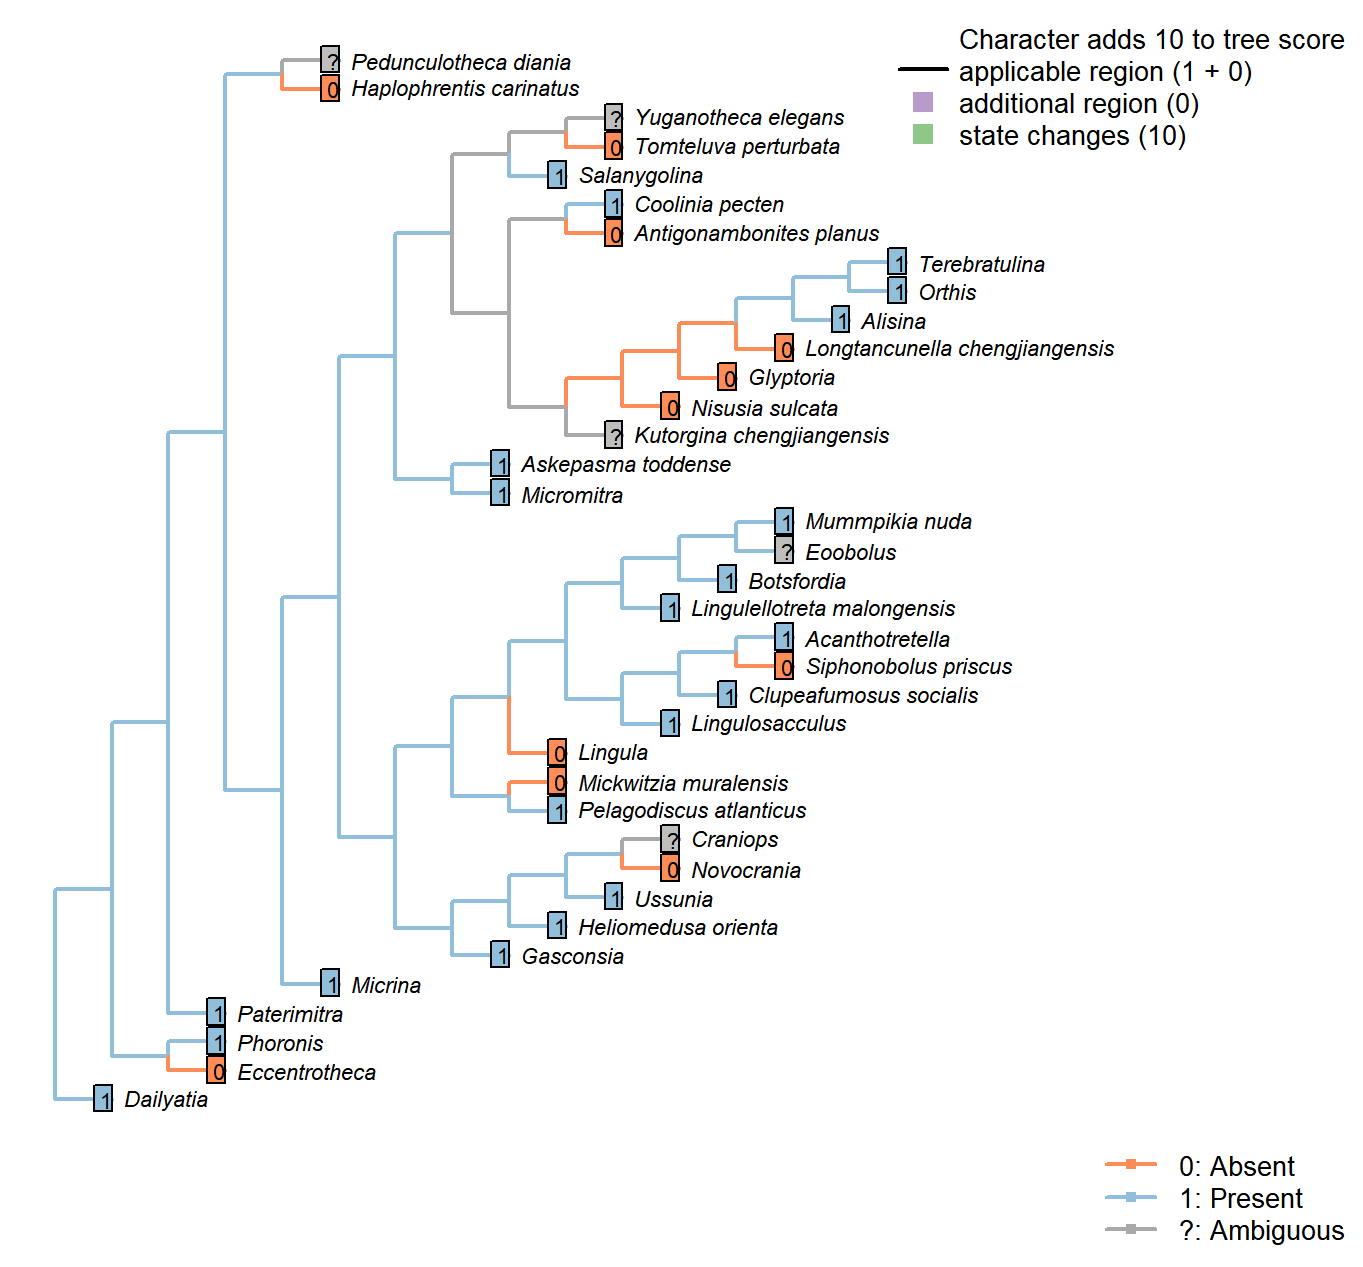 Character adds 10 to tree score
applicable region (1 + 0)
additional region (0)
state changes (10)
? Pedunculotheca diania
0 Haplophrentis carinatus
? Yuganotheca elegans
0 Tomteluva perturbata
1 Salanygolina
1 Coolinia pecten
0 Antigonambonites planus
1 Terebratulina
1 Orthis
1 Alisina
0 Longtancunella chengjiangensis
0 Glyptoria
0 Nisusia sulcata
? Kutorgina chengjiangensis
1 Askepasma toddense
1 Micromitra
1 Mummpikia nuda
? Eoobolus
1 Botsfordia
1 Lingulellotreta malongensis
1 Acanthotretella
0 Siphonobolus priscus
1 Clupeafumosus socialis
1 Lingulosacculus
0 Lingula
0 Mickwitzia muralensis
1 Pelagodiscus atlanticus
? Craniops
0 Novocrania
1 Ussunia
1 Heliomedusa orienta
1 Gasconsia
1 Micrina
1 Paterimitra
1 Phoronis
0 Eccentrotheca
1 Dailyatia
0: Absent
1: Present
?: Ambiguous